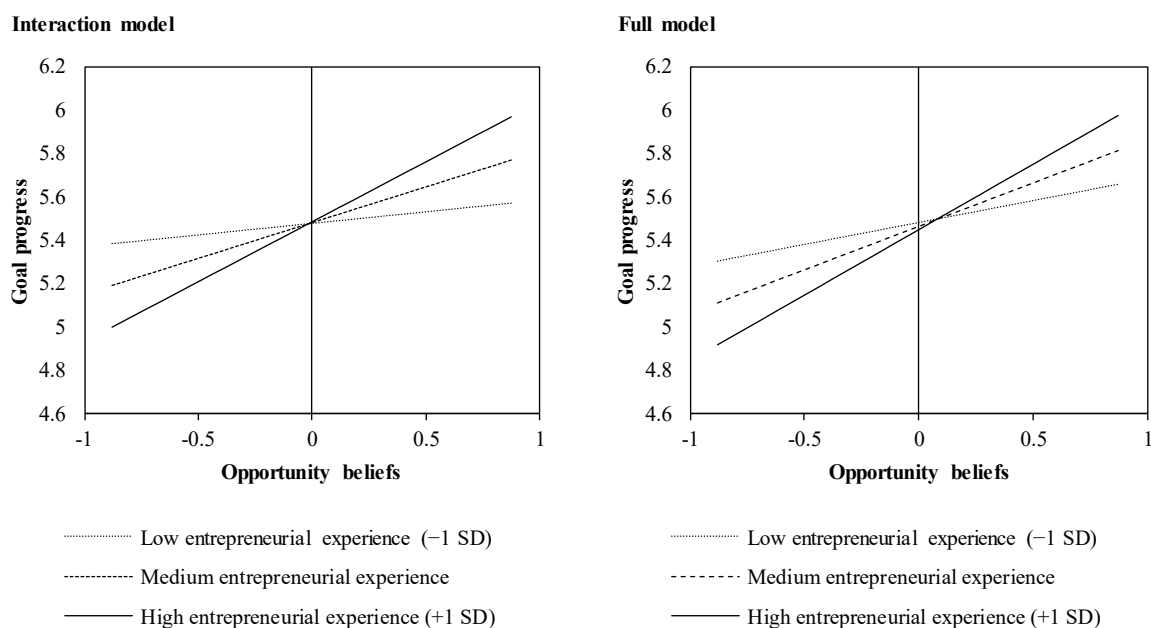 Interaction model
6.2
6
5.8
5.6
5.4
5.2
5
4.8
4.6
Goal progress
-1 -0.5 0 0.5 1
Opportunity beliefs
Low entrepreneurial experience (−1 SD)
Medium entrepreneurial experience
High entrepreneurial experience (+1 SD)
Full model
6.2
6
5.8
5.6
5.4
5.2
5
4.8
4.6
Goal progress
-1 -0.5 0 0.5 1
Opportunity beliefs
Low entrepreneurial experience (−1 SD)
Medium entrepreneurial experience
High entrepreneurial experience (+1 SD)